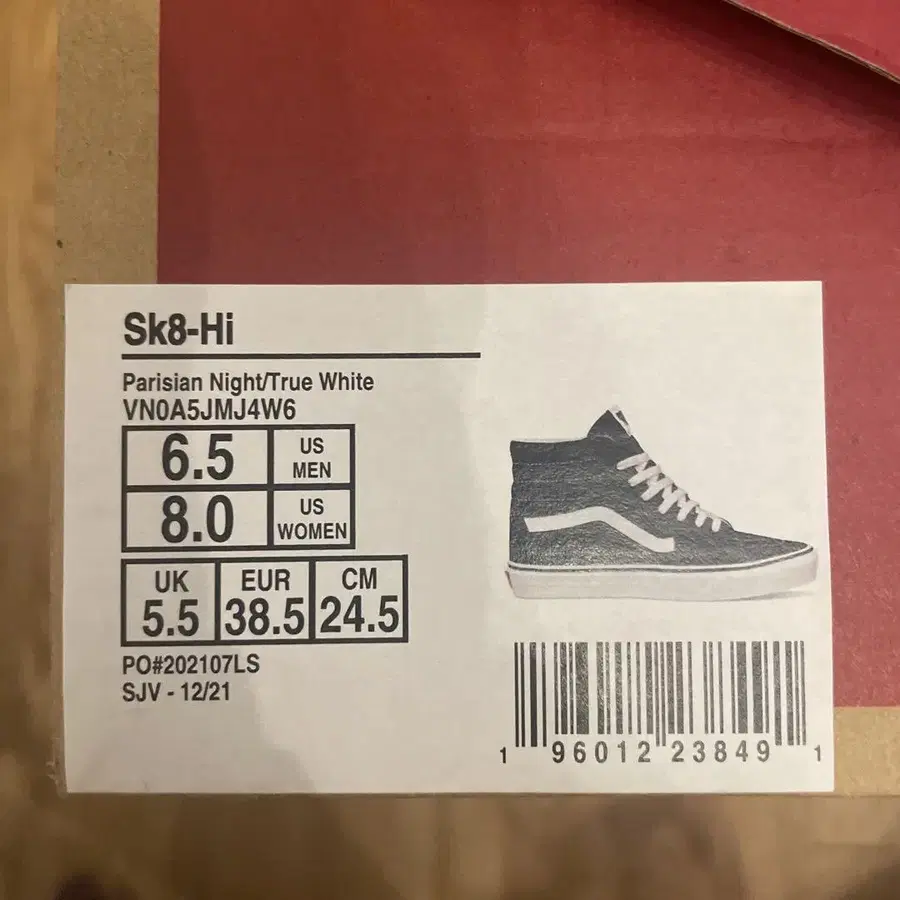 Sk8-Hi
Parisian Night/True White
VN0A5JMJ4W6
6.5 US MEN
8.0 US WOMEN
UK EUR CM
5.5 38.5 24.5
PO#202107LS
SJV - 12/21
1 96012 23849 1